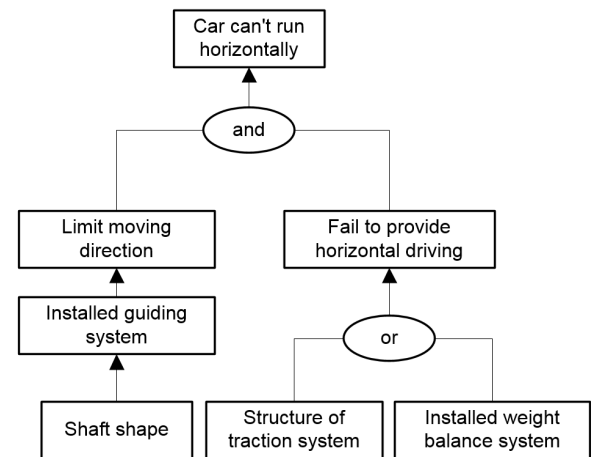 Car can't run
horizontally
and
Limit moving
direction
Fail to provide
horizontal driving
Installed guiding
system
or
Shaft shape
Structure of
traction system
Installed weight
balance system